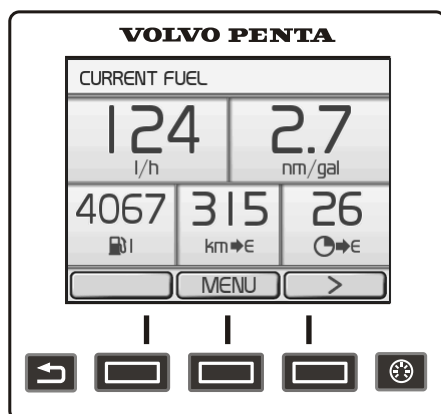 VOLVO PENTA
CURRENT FUEL
124 2.7
l/h nm/gal
4067 315 26
l km➡E ➡E
MENU >